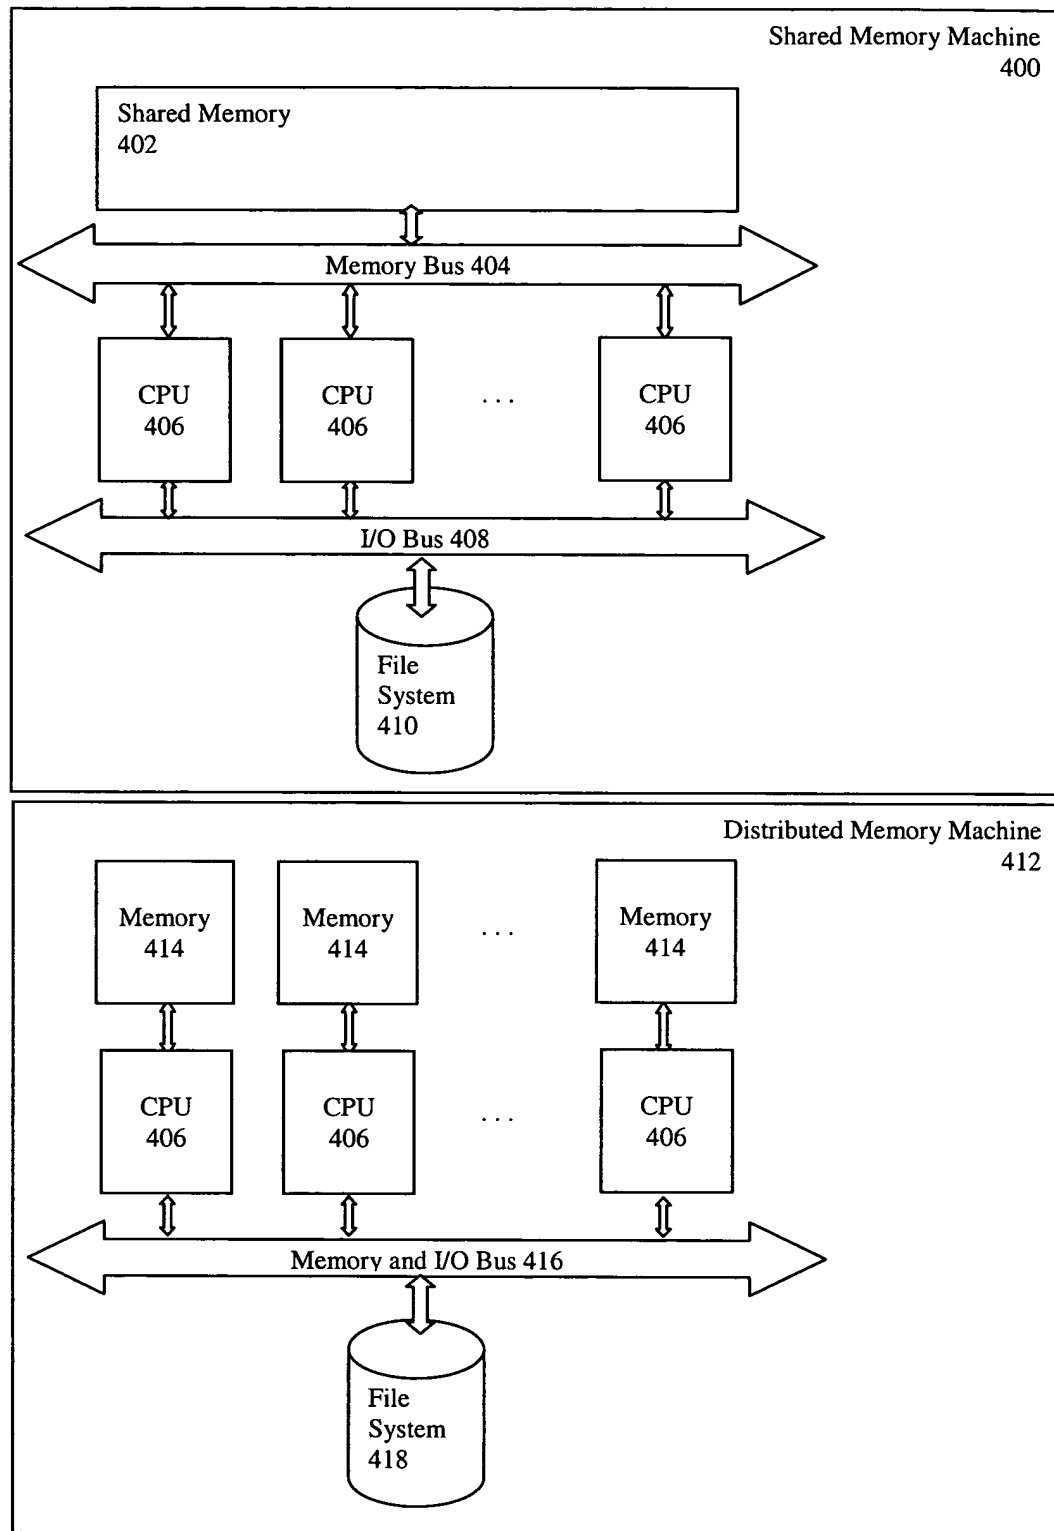 Shared Memory Machine
400
Shared Memory
402
Memory Bus 404
CPU
406
CPU
406
. . .
CPU
406
I/O Bus 408
File
System
410
Distributed Memory Machine
412
Memory
414
Memory
414
. . .
Memory
414
CPU
406
CPU
406
. . .
CPU
406
Memory and I/O Bus 416
File
System
418